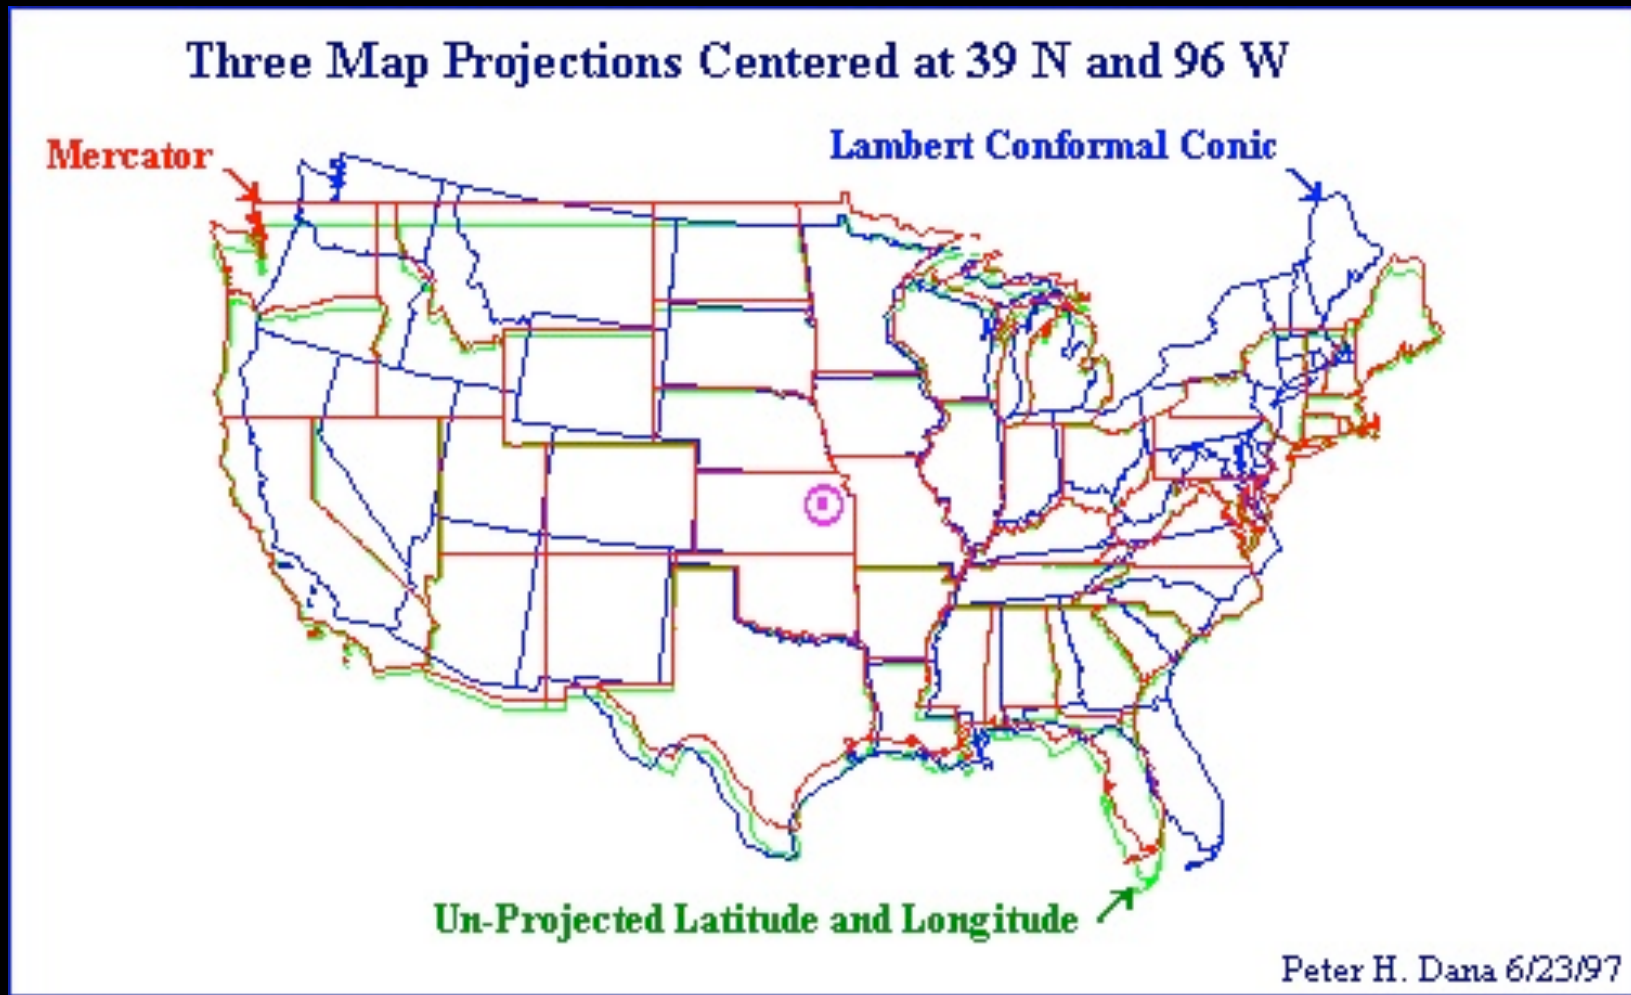 Three Map Projections Centered at 39 N and 96 W
Mercator
Lambert Conformal Conic
Un-Projected Latitude and Longitude
Peter H. Dana 6/23/97